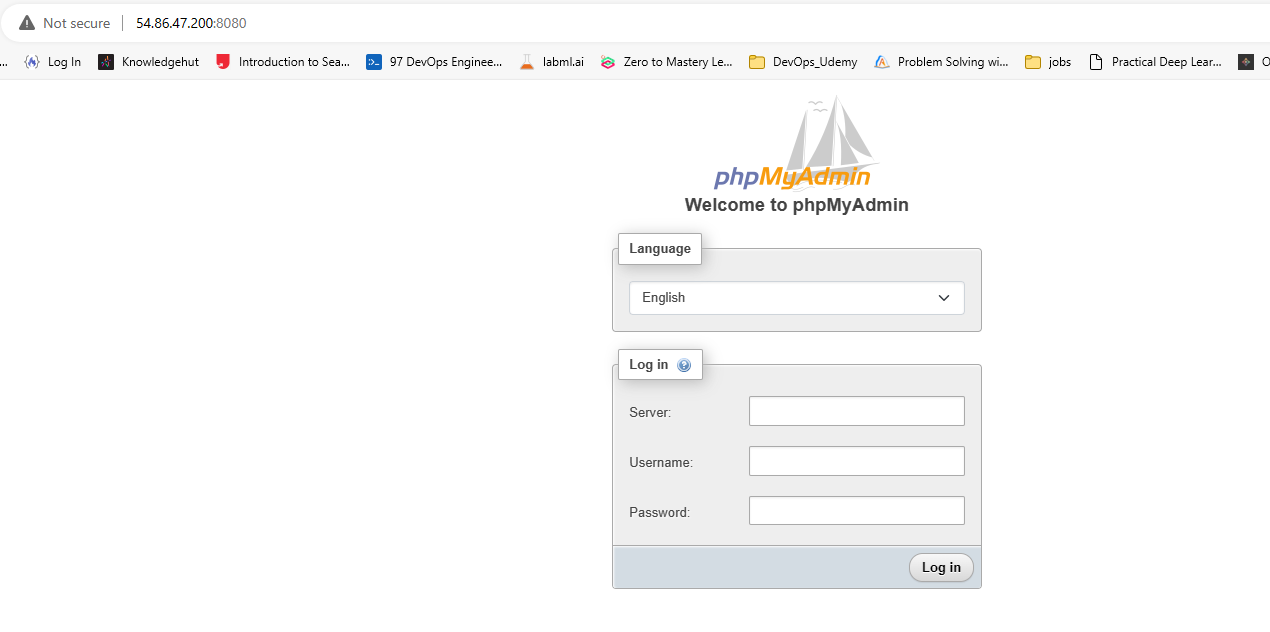 Not secure 54.86.47.200:8080
... Log In Knowledgehut Introduction to Sea... 97 DevOps Enginee... labml.ai Zero to Mastery Le... DevOps_Udemy Problem Solving wi... jobs Practical Deep Lear... O
phpMyAdmin
Welcome to phpMyAdmin
Language
English
Log in
Server:
Username:
Password:
Log in